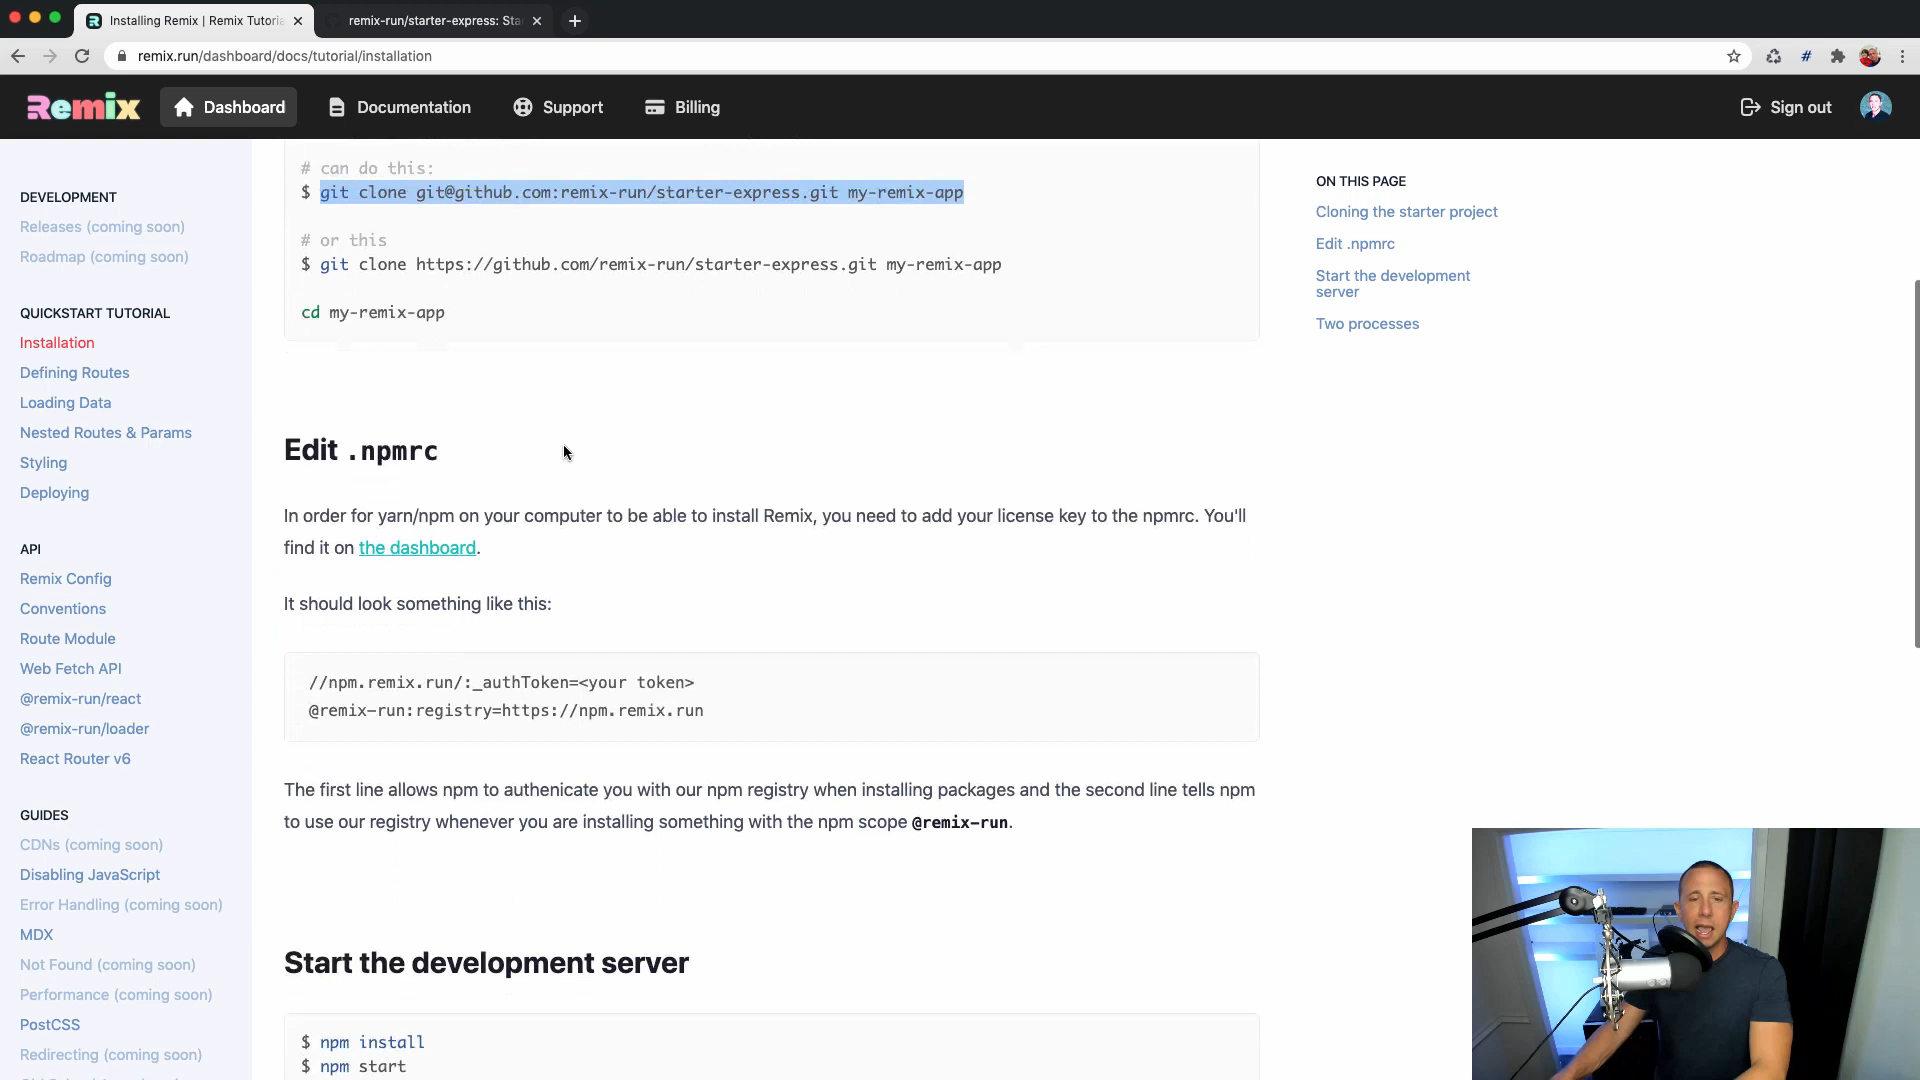 Installing Remix | Remix Tutoria
remix-run/starter-express: Sta
remix.run/dashboard/docs/tutorial/installation
Remix
Dashboard
Documentation
Support
Billing
Sign out
DEVELOPMENT
Releases (coming soon)
Roadmap (coming soon)
QUICKSTART TUTORIAL
Installation
Defining Routes
Loading Data
Nested Routes & Params
Styling
Deploying
API
Remix Config
Conventions
Route Module
Web Fetch API
@remix-run/react
@remix-run/loader
React Router v6
GUIDES
CDNs (coming soon)
Disabling JavaScript
Error Handling (coming soon)
MDX
Not Found (coming soon)
Performance (coming soon)
PostCSS
Redirecting (coming soon)
# can do this:
$ git clone git@github.com:remix-run/starter-express.git my-remix-app
# or this
$ git clone https://github.com/remix-run/starter-express.git my-remix-app
cd my-remix-app
Edit .npmrc
In order for yarn/npm on your computer to be able to install Remix, you need to add your license key to the npmrc. You'll
find it on the dashboard.
It should look something like this:
//npm.remix.run/:_authToken=<your token>
@remix-run:registry=https://npm.remix.run
The first line allows npm to authenicate you with our npm registry when installing packages and the second line tells npm
to use our registry whenever you are installing something with the npm scope @remix-run.
Start the development server
$ npm install
$ npm start
ON THIS PAGE
Cloning the starter project
Edit .npmrc
Start the development
server
Two processes